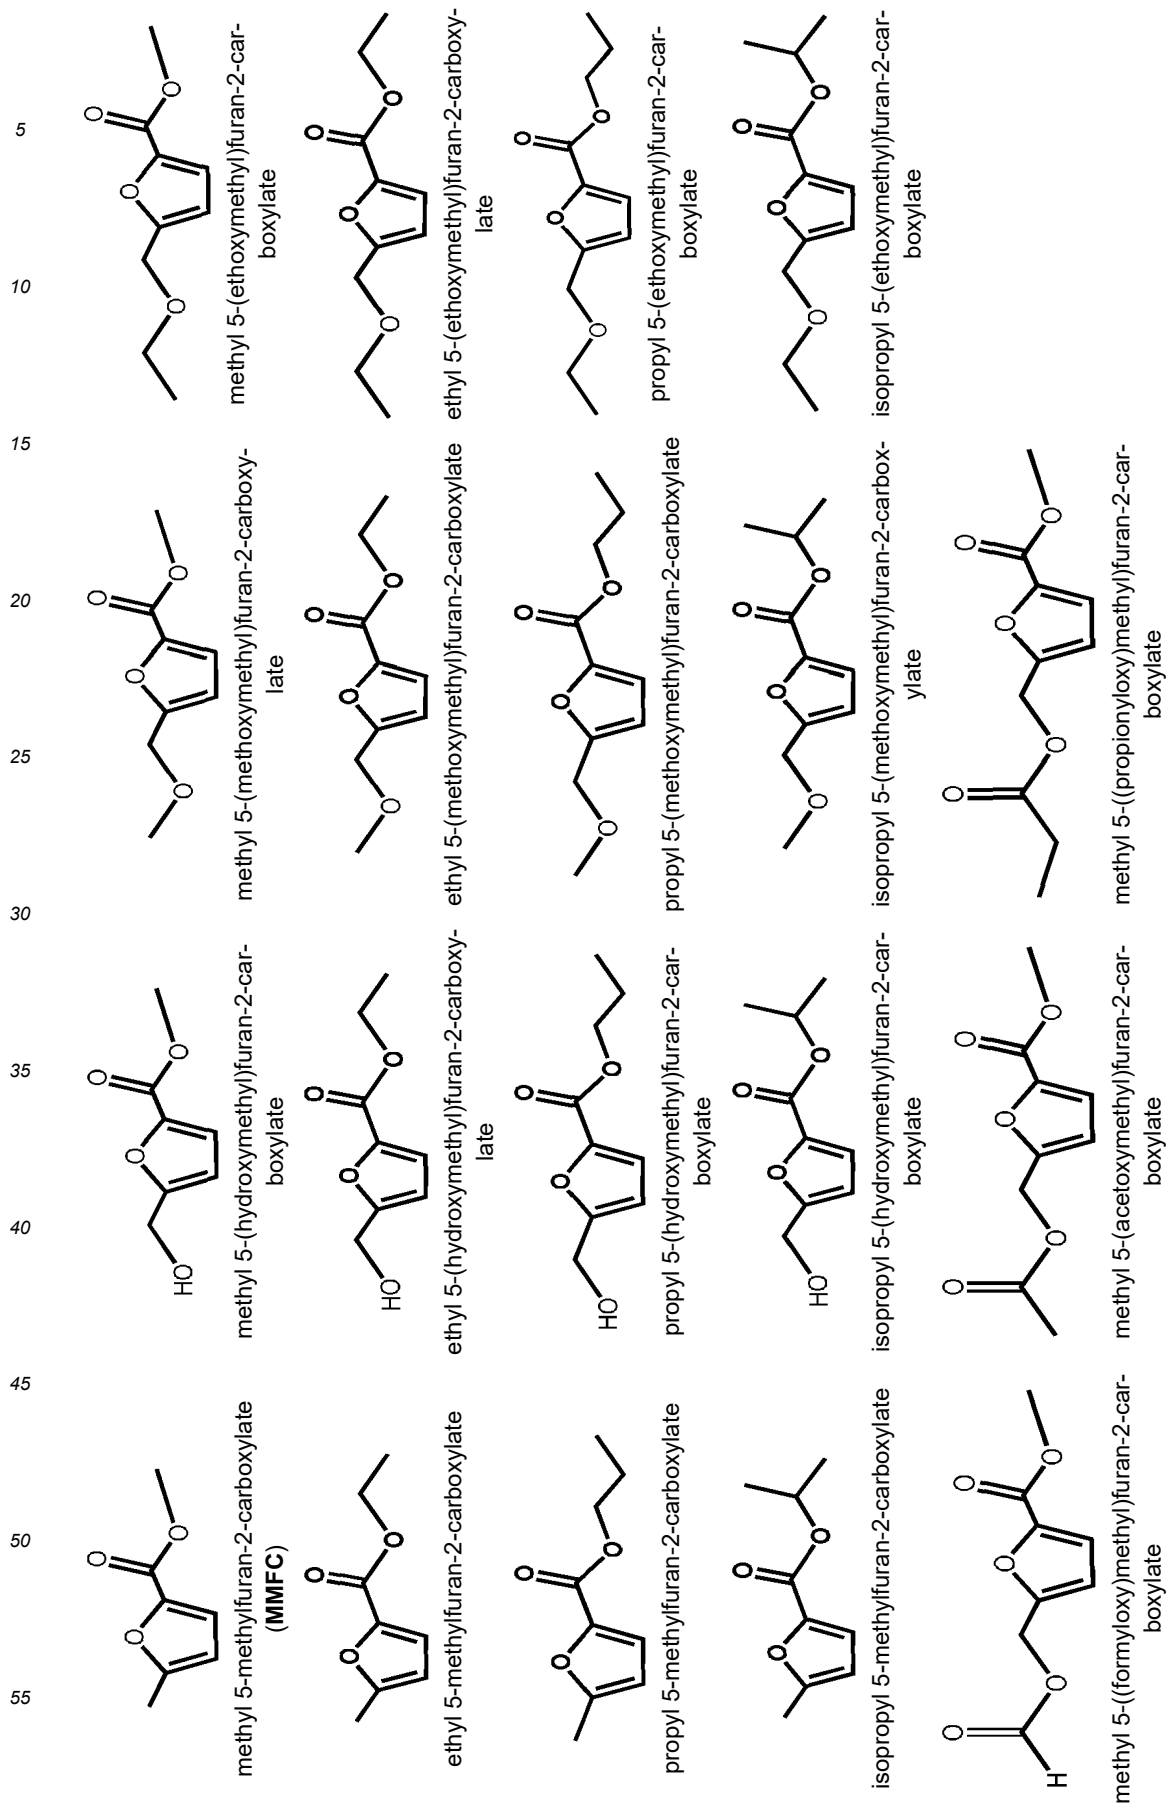 5
10
15
20
25
30
35
40
45
50
55
O O O
methyl 5-methylfuran-2-carboxylate
(MMFC)
HO O O O
methyl 5-(hydroxymethyl)furan-2-car-
boxylate
O O O O
methyl 5-(methoxymethyl)furan-2-carboxy-
late
O O O O
methyl 5-(ethoxymethyl)furan-2-car-
boxylate
O O O
ethyl 5-methylfuran-2-carboxylate
HO O O O
ethyl 5-(hydroxymethyl)furan-2-carboxy-
late
O O O O
ethyl 5-(methoxymethyl)furan-2-carboxylate
O O O O
ethyl 5-(ethoxymethyl)furan-2-carboxy-
late
O O O
propyl 5-methylfuran-2-carboxylate
HO O O O
propyl 5-(hydroxymethyl)furan-2-car-
boxylate
O O O O
propyl 5-(methoxymethyl)furan-2-carboxylate
O O O O
propyl 5-(ethoxymethyl)furan-2-car-
boxylate
O O O
isopropyl 5-methylfuran-2-carboxylate
HO O O O
isopropyl 5-(hydroxymethyl)furan-2-car-
boxylate
O O O O
isopropyl 5-(methoxymethyl)furan-2-carbox-
ylate
O O O O
isopropyl 5-(ethoxymethyl)furan-2-car-
boxylate
H O O O O O
methyl 5-((formyloxy)methyl)furan-2-car-
boxylate
O O O O O
methyl 5-(acetoxymethyl)furan-2-car-
boxylate
O O O O O
methyl 5-((propionyloxy)methyl)furan-2-car-
boxylate